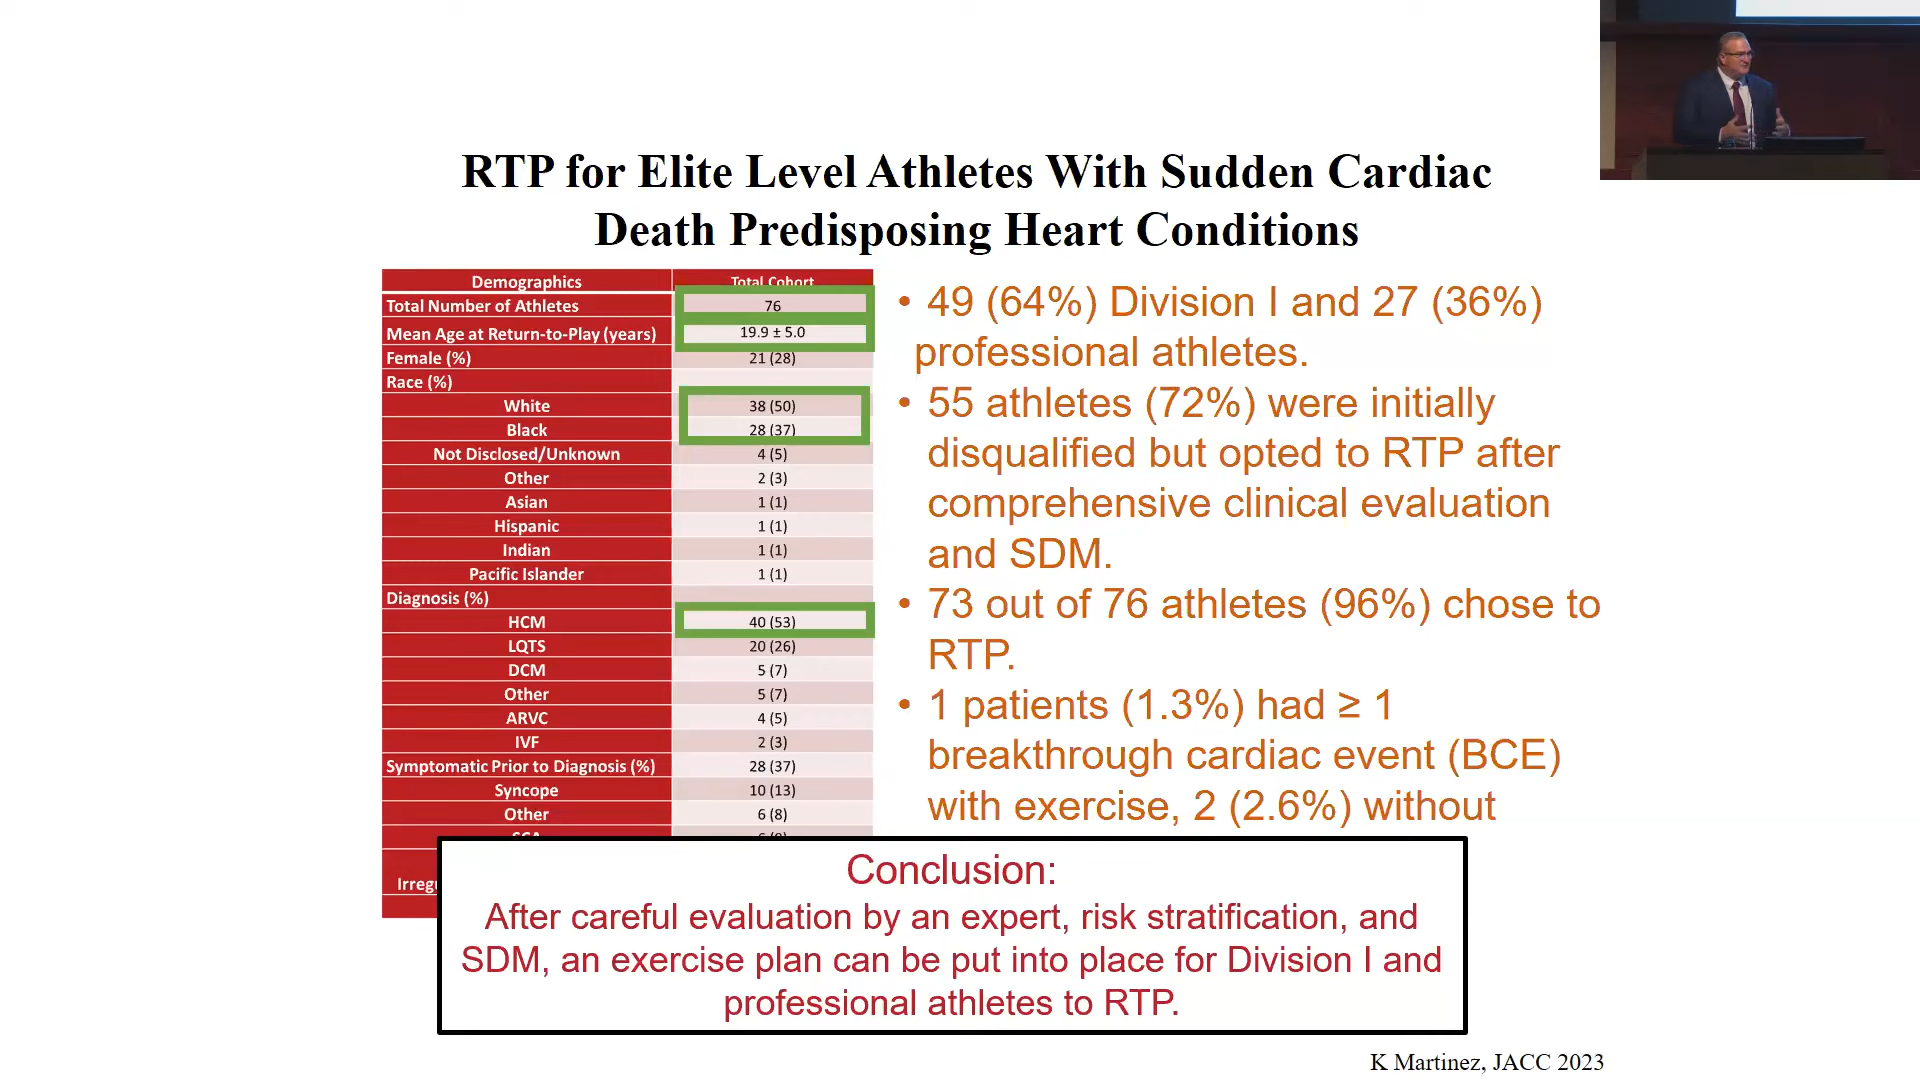 RTP for Elite Level Athletes With Sudden Cardiac
Death Predisposing Heart Conditions
Demographics Total Cohort
Total Number of Athletes 76
Mean Age at Return-to-Play (years) 19.9 ± 5.0
Female (%) 21 (28)
Race (%)
White 38 (50)
Black 28 (37)
Not Disclosed/Unknown 4 (5)
Other 2 (3)
Asian 1 (1)
Hispanic 1 (1)
Indian 1 (1)
Pacific Islander 1 (1)
Diagnosis (%)
HCM 40 (53)
LQTS 20 (26)
DCM 5 (7)
Other 5 (7)
ARVC 4 (5)
IVF 2 (3)
Symptomatic Prior to Diagnosis (%) 28 (37)
Syncope 10 (13)
Other 6 (8)
• 49 (64%) Division I and 27 (36%)
professional athletes.
• 55 athletes (72%) were initially
disqualified but opted to RTP after
comprehensive clinical evaluation
and SDM.
• 73 out of 76 athletes (96%) chose to
RTP.
• 1 patients (1.3%) had ≥ 1
breakthrough cardiac event (BCE)
with exercise, 2 (2.6%) without
Conclusion:
After careful evaluation by an expert, risk stratification, and
SDM, an exercise plan can be put into place for Division I and
professional athletes to RTP.
K Martinez, JACC 2023